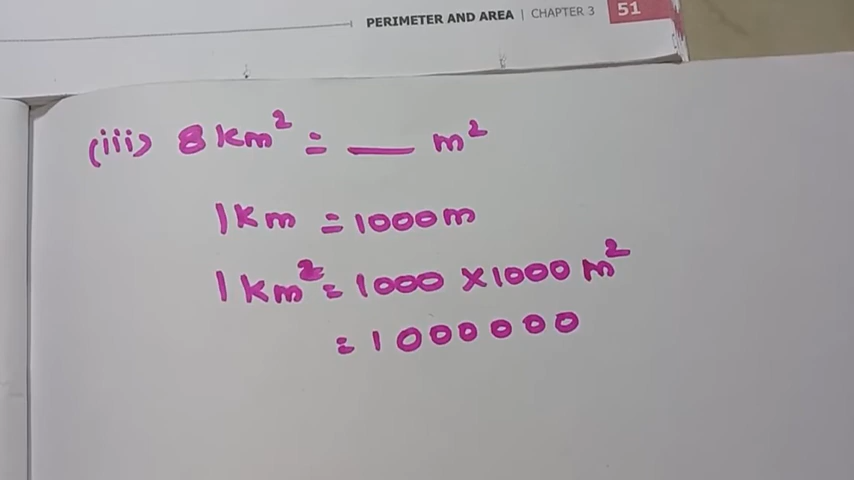 PERIMETER AND AREA | CHAPTER 3 51
(iii) 8 km² = __ m²
1 km = 1000 m
1 km² = 1000 × 1000 m²
= 1000000